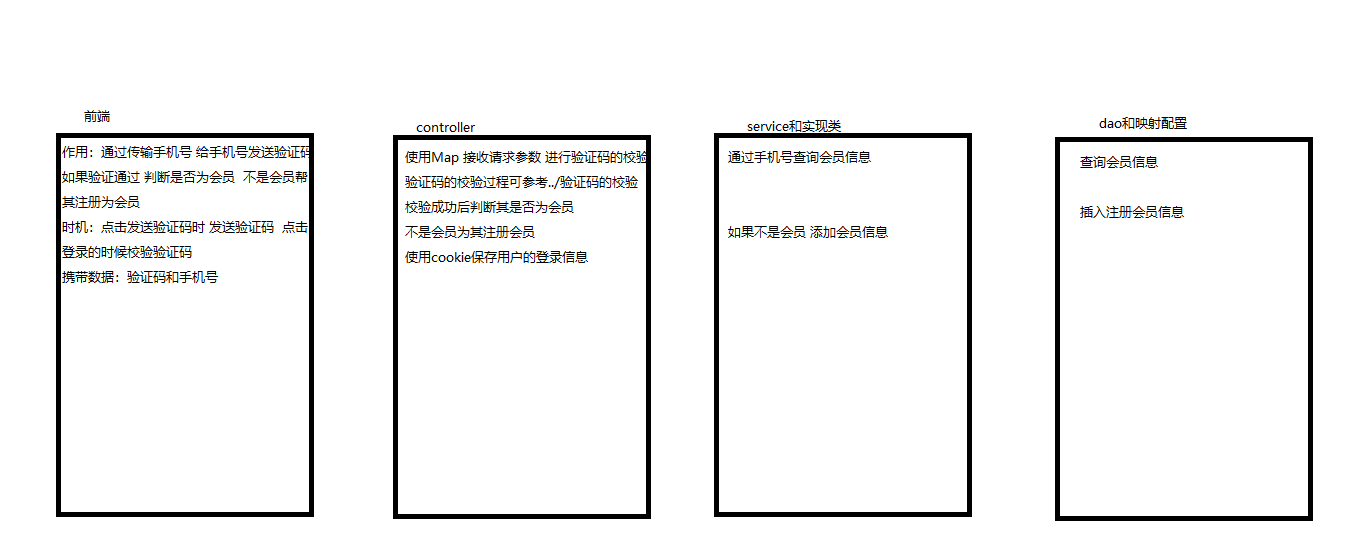 前端
作用：通过传输手机号 给手机号发送验证码
如果验证通过 判断是否为会员 不是会员帮
其注册为会员
时机：点击发送验证码时 发送验证码 点击
登录的时候校验验证码
携带数据：验证码和手机号
controller
使用Map 接收请求参数 进行验证码的校验
验证码的校验过程可参考../验证码的校验
校验成功后判断其是否为会员
不是会员为其注册会员
使用cookie保存用户的登录信息
service和实现类
通过手机号查询会员信息
如果不是会员 添加会员信息
dao和映射配置
查询会员信息
插入注册会员信息